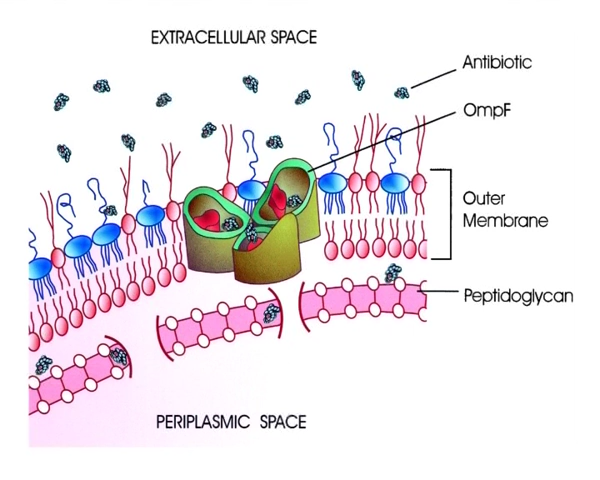 EXTRACELLULAR SPACE
Antibiotic
OmpF
Outer
Membrane
Peptidoglycan
PERIPLASMIC SPACE